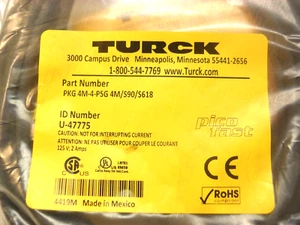 TURCK
3000 Campus Drive Minneapolis, Minnesota 55441-2656
1-800-544-7769 www.Turck.com
Part Number
PKG 4M-4-PSG 4M/S90/S618
ID Number
U-47775
pico fast
CAUTION: NOT FOR INTERRUPTING CURRENT
ATTENTION: NE PAS UTILISER POUR COUPER LE COURANT
125 V: 2 Amps
C US
LISTED
RoHS
4419M Made in Mexico